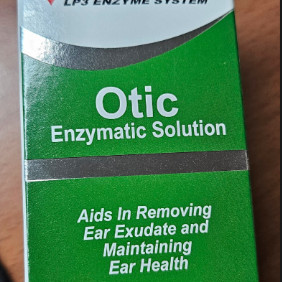 LP3 ENZYME SYSTEM
Otic
Enzymatic Solution
Aids In Removing
Ear Exudate and
Maintaining
Ear Health